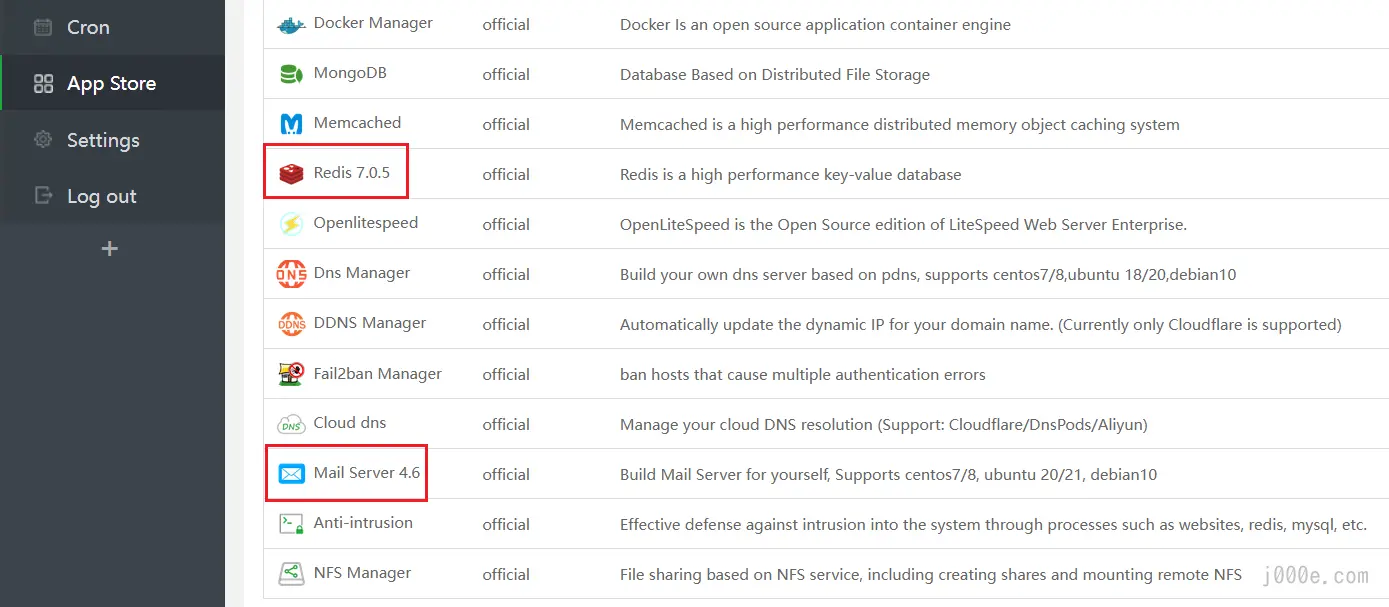 Cron
App Store
Settings
Log out
+
Docker Manager official Docker Is an open source application container engine
MongoDB official Database Based on Distributed File Storage
Memcached official Memcached is a high performance distributed memory object caching system
Redis 7.0.5 official Redis is a high performance key-value database
Openlitespeed official OpenLiteSpeed is the Open Source edition of LiteSpeed Web Server Enterprise.
DNS Dns Manager official Build your own dns server based on pdns, supports centos7/8,ubuntu 18/20,debian10
DDNS DDNS Manager official Automatically update the dynamic IP for your domain name. (Currently only Cloudflare is supported)
Fail2ban Manager official ban hosts that cause multiple authentication errors
DNS Cloud dns official Manage your cloud DNS resolution (Support: Cloudflare/DnsPods/Aliyun)
Mail Server 4.6 official Build Mail Server for yourself, Supports centos7/8, ubuntu 20/21, debian10
Anti-intrusion official Effective defense against intrusion into the system through processes such as websites, redis, mysql, etc.
NFS Manager official File sharing based on NFS service, including creating shares and mounting remote NFS
j000e.com